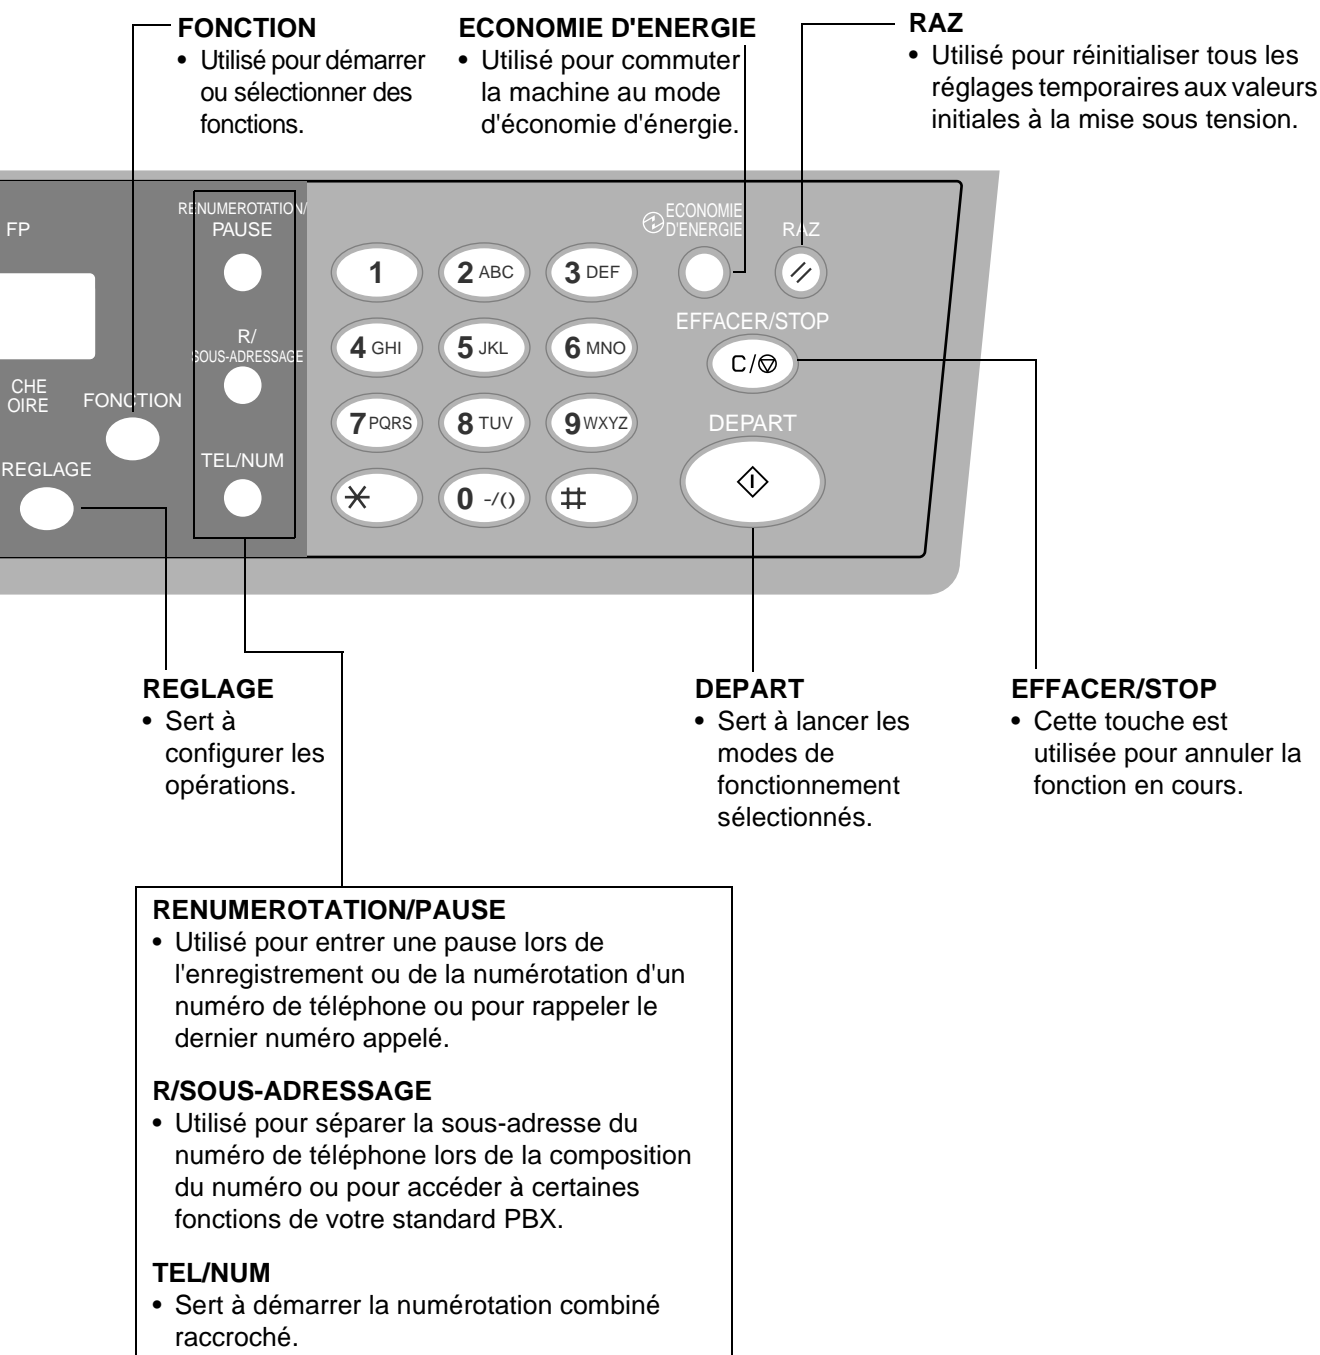 FONCTION
• Utilisé pour démarrer
ou sélectionner des
fonctions.
ECONOMIE D'ENERGIE
• Utilisé pour commuter
la machine au mode
d'économie d'énergie.
RAZ
• Utilisé pour réinitialiser tous les
réglages temporaires aux valeurs
initiales à la mise sous tension.
FP
RENUMEROTATION/
PAUSE
ECONOMIE
D'ENERGIE
RAZ
1
2 ABC
3 DEF
R/
SOUS-ADRESSAGE
EFFACER/STOP
4 GHI
5 JKL
6 MNO
C/
CHE
OIRE
FONCTION
7 PQRS
8 TUV
9 WXYZ
DEPART
REGLAGE
TEL/NUM
0 -/()
#
REGLAGE
• Sert à
configurer les
opérations.
DEPART
• Sert à lancer les
modes de
fonctionnement
sélectionnés.
EFFACER/STOP
• Cette touche est
utilisée pour annuler la
fonction en cours.
RENUMEROTATION/PAUSE
• Utilisé pour entrer une pause lors de
l'enregistrement ou de la numérotation d'un
numéro de téléphone ou pour rappeler le
dernier numéro appelé.
R/SOUS-ADRESSAGE
• Utilisé pour séparer la sous-adresse du
numéro de téléphone lors de la composition
du numéro ou pour accéder à certaines
fonctions de votre standard PBX.
TEL/NUM
• Sert à démarrer la numérotation combiné
raccroché.